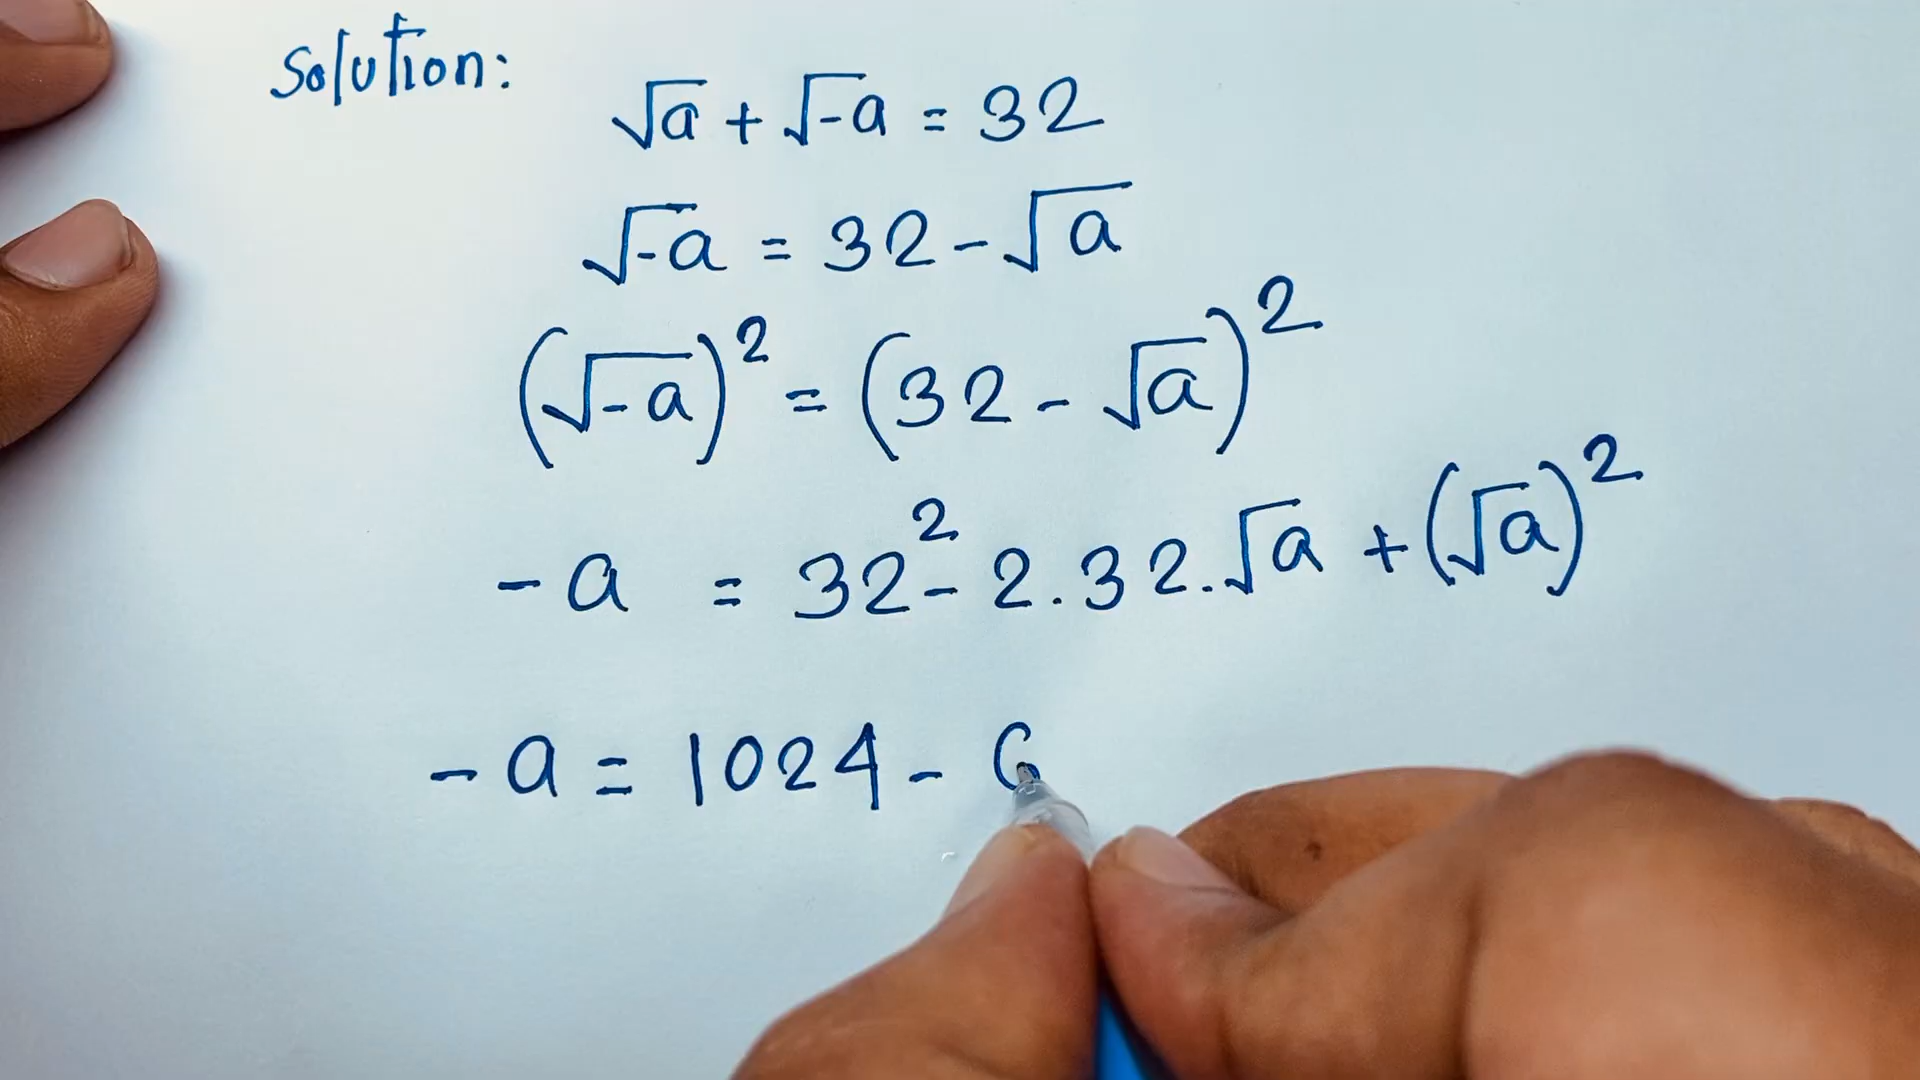 Solution:
√a + √-a = 32
√-a = 32 - √a
(√-a)² = (32 - √a)²
-a = 32² - 2.32.√a + (√a)²
-a = 1024 - 6